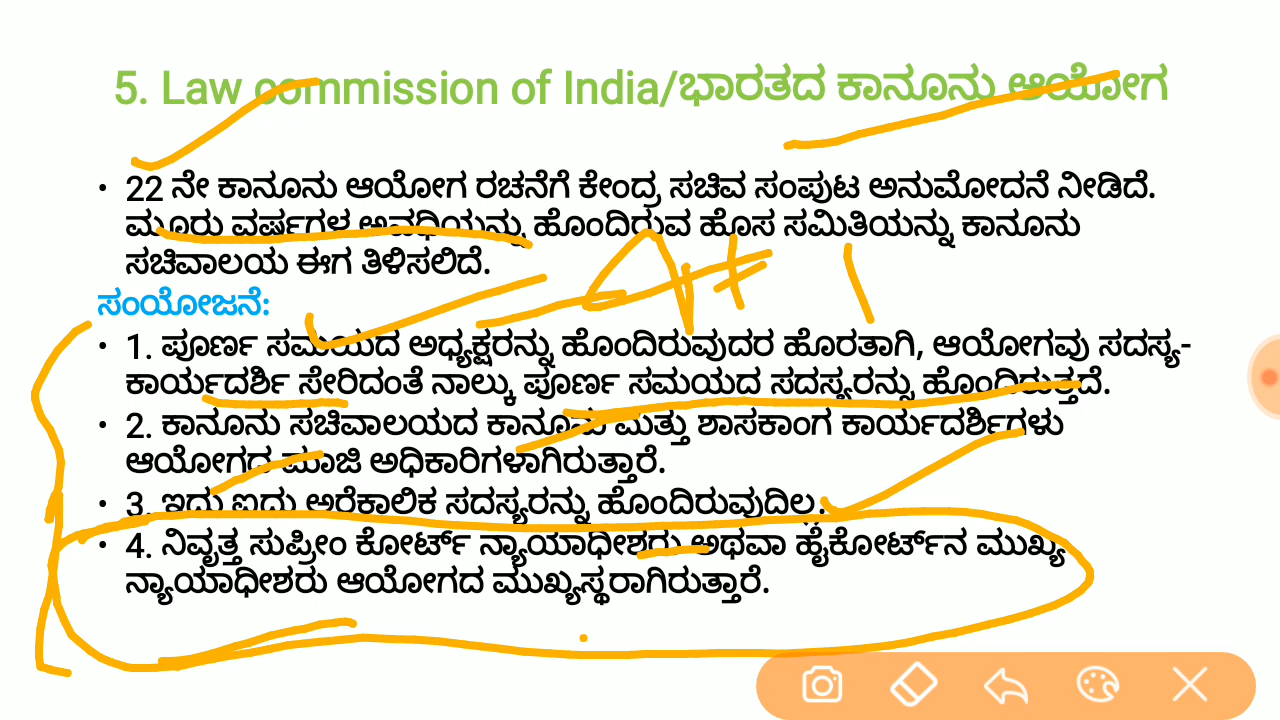 5. Law commission of India/ಭಾರತದ ಕಾನೂನು ಆಯೋಗ
• 22 ನೇ ಕಾನೂನು ಆಯೋಗ ರಚನೆಗೆ ಕೇಂದ್ರ ಸಚಿವ ಸಂಪುಟ ಅನುಮೋದನೆ ನೀಡಿದೆ.
ಮೂರು ವರ್ಷಗಳ ಅವಧಿಯನ್ನು ಹೊಂದಿರುವ ಹೊಸ ಸಮಿತಿಯನ್ನು ಕಾನೂನು
ಸಚಿವಾಲಯ ಈಗ ತಿಳಿಸಲಿದೆ.
ಸಂಯೋಜನೆ:
• 1. ಪೂರ್ಣ ಸಮಯದ ಅಧ್ಯಕ್ಷರನ್ನು ಹೊಂದಿರುವುದರ ಹೊರತಾಗಿ, ಆಯೋಗವು ಸದಸ್ಯ-
ಕಾರ್ಯದರ್ಶಿ ಸೇರಿದಂತೆ ನಾಲ್ಕು ಪೂರ್ಣ ಸಮಯದ ಸದಸ್ಯರನ್ನು ಹೊಂದಿರುತ್ತದೆ.
• 2. ಕಾನೂನು ಸಚಿವಾಲಯದ ಕಾನೂನು ಮತ್ತು ಶಾಸಕಾಂಗ ಕಾರ್ಯದರ್ಶಿಗಳು
ಆಯೋಗದ ಮಾಜಿ ಅಧಿಕಾರಿಗಳಾಗಿರುತ್ತಾರೆ.
• 3. ಇದು ಐದು ಅರೆಕಾಲಿಕ ಸದಸ್ಯರನ್ನು ಹೊಂದಿರುವುದಿಲ್ಲ.
• 4. ನಿವೃತ್ತ ಸುಪ್ರೀಂ ಕೋರ್ಟ್ ನ್ಯಾಯಾಧೀಶರು ಅಥವಾ ಹೈಕೋರ್ಟ್‌ನ ಮುಖ್ಯ
ನ್ಯಾಯಾಧೀಶರು ಆಯೋಗದ ಮುಖ್ಯಸ್ಥರಾಗಿರುತ್ತಾರೆ.